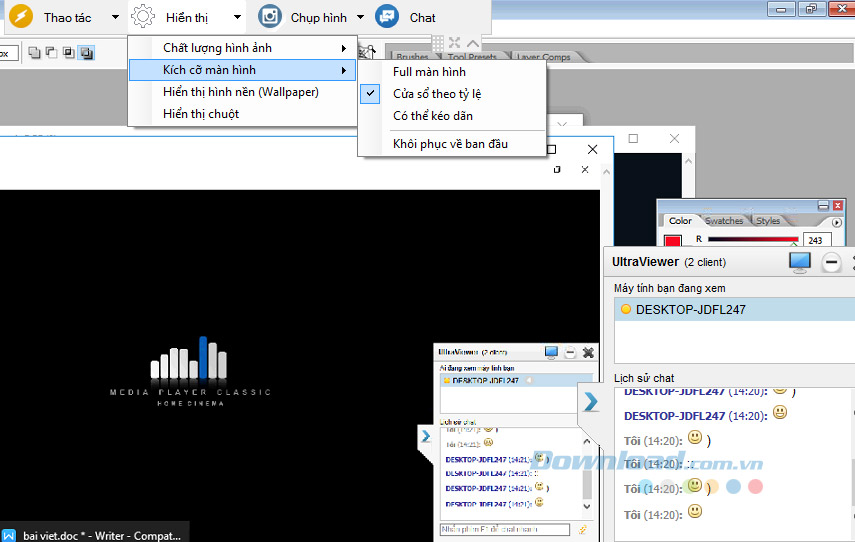 Thao tác
Hiển thị
Chụp hình
Chat
Chất lượng hình ảnh
Kích cỡ màn hình
Hiển thị hình nền (Wallpaper)
Hiển thị chuột
Full màn hình
Cửa sổ theo tỷ lệ
Có thể kéo dãn
Khôi phục về ban đầu
ox
Brushes
Tool Presets
Layer Comps
MEDIA PLAYER CLASSIC
HOME CINEMA
Color
Swatches
Styles
R
243
UltraViewer (2 client)
Máy tính bạn đang xem
DESKTOP-JDFL247
Lịch sử chat
DESKTOP-JDFL247 (14:20): )
DESKTOP-JDFL247 (14:20):
Tôi (14:20): )
Tôi (14:20): ::
Tôi (14:20): )
Tôi (14:20):
UltraViewer (2 client)
Ai đang xem máy tính bạn
DESKTOP-JDFL247
Lịch sử chat
Tôi (14:20): )
Tôi (14:21):
DESKTOP-JDFL247 (14:21): )
DESKTOP-JDFL247 (14:21): ::
DESKTOP-JDFL247 (14:21): )
DESKTOP-JDFL247 (14:21):
Nhấn phím F1 để chat nhanh
Download.com.vn
bai viet.doc * - Writer - Compat...